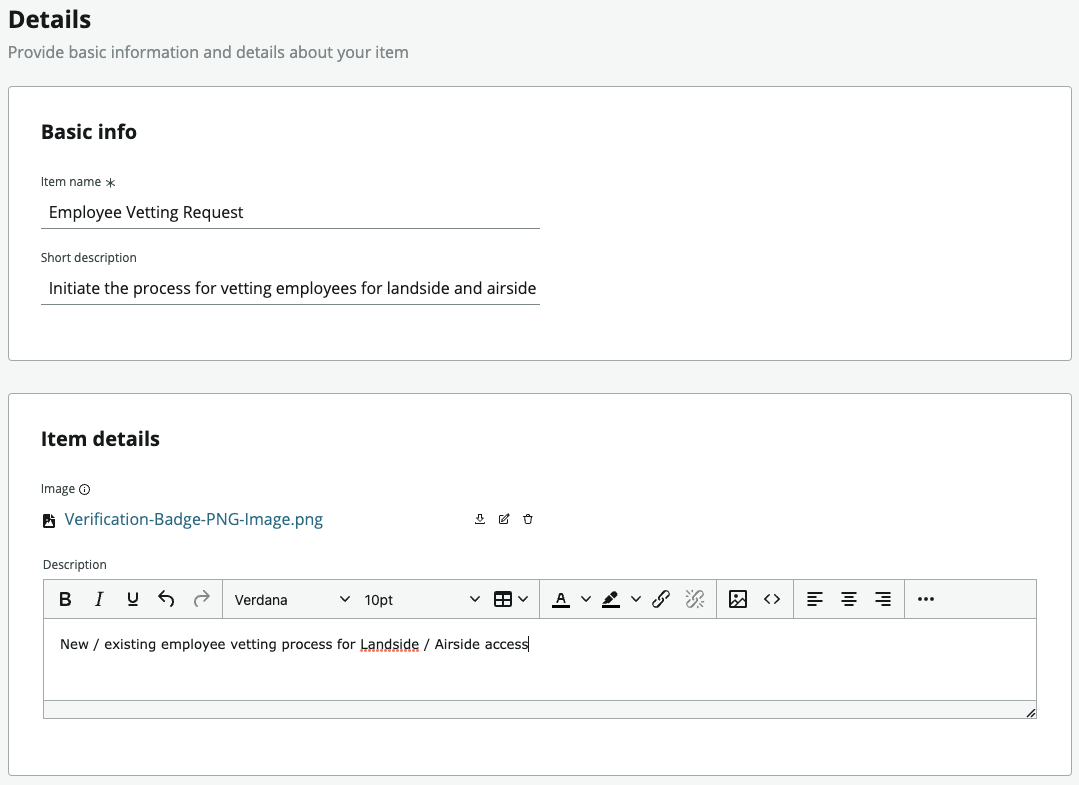 Details
Provide basic information and details about your item
Basic info
Item name *
Employee Vetting Request
Short description
Initiate the process for vetting employees for landside and airside
Item details
Image
Verification-Badge-PNG-Image.png
Description
B I U Verdana 10pt A
New / existing employee vetting process for Landside / Airside access